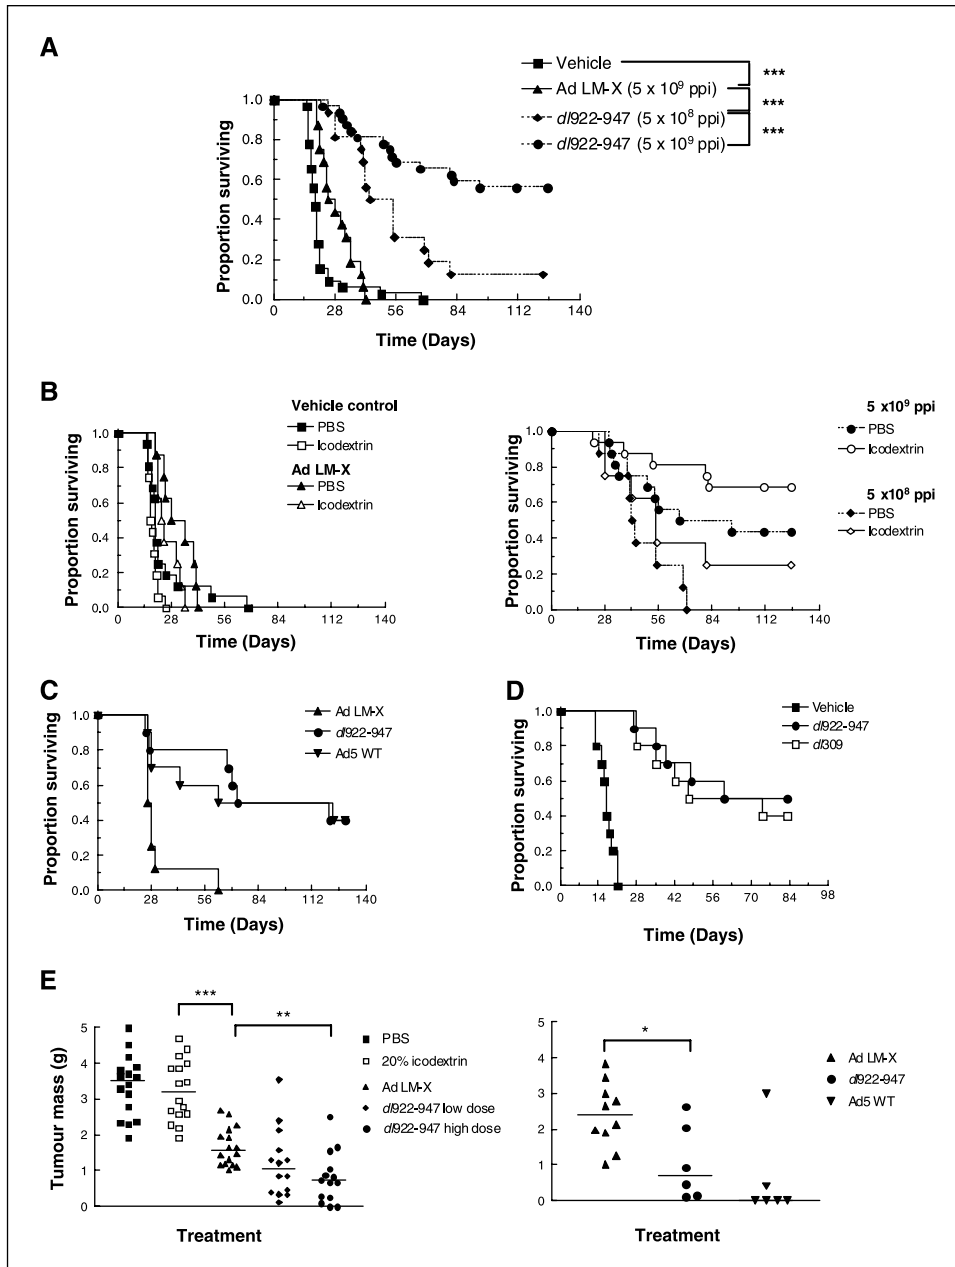 A
Vehicle
Ad LM-X (5 x 10⁹ ppi)
dl922-947 (5 x 10⁸ ppi)
dl922-947 (5 x 10⁹ ppi)
***
***
***
Proportion surviving
1.0
0.8
0.6
0.4
0.2
0.0
0 28 56 84 112 140
Time (Days)
B
Vehicle control
PBS
Icodextrin
Ad LM-X
PBS
Icodextrin
Proportion surviving
1.0
0.8
0.6
0.4
0.2
0.0
0 28 56 84 112 140
Time (Days)
5 x10⁹ ppi
PBS
Icodextrin
5 x10⁸ ppi
PBS
Icodextrin
Proportion surviving
1.0
0.8
0.6
0.4
0.2
0.0
0 28 56 84 112 140
Time (Days)
C
Ad LM-X
dl922-947
Ad5 WT
Proportion surviving
1.0
0.8
0.6
0.4
0.2
0.0
0 28 56 84 112 140
Time (Days)
D
Vehicle
dl922-947
dl309
Proportion surviving
1.0
0.8
0.6
0.4
0.2
0.0
0 14 28 42 56 70 84 98
Time (Days)
E
***
**
PBS
20% icodextrin
Ad LM-X
dl922-947 low dose
dl922-947 high dose
Tumour mass (g)
5
4
3
2
1
0
Treatment
*
Ad LM-X
dl922-947
Ad5 WT
5
4
3
2
1
0
Treatment